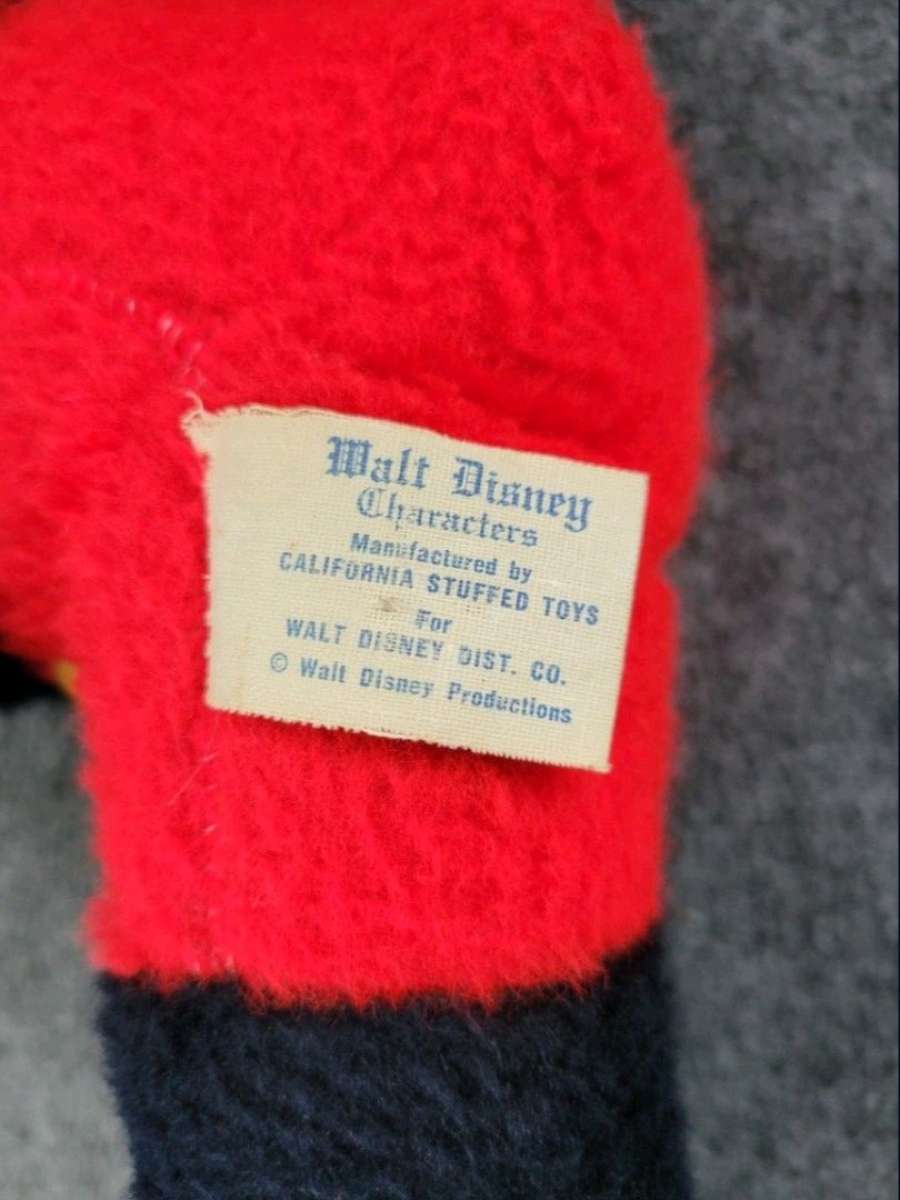 Walt Disney
Characters
Manufactured by
CALIFORNIA STUFFED TOYS
For
WALT DISNEY DIST. CO.
© Walt Disney Productions